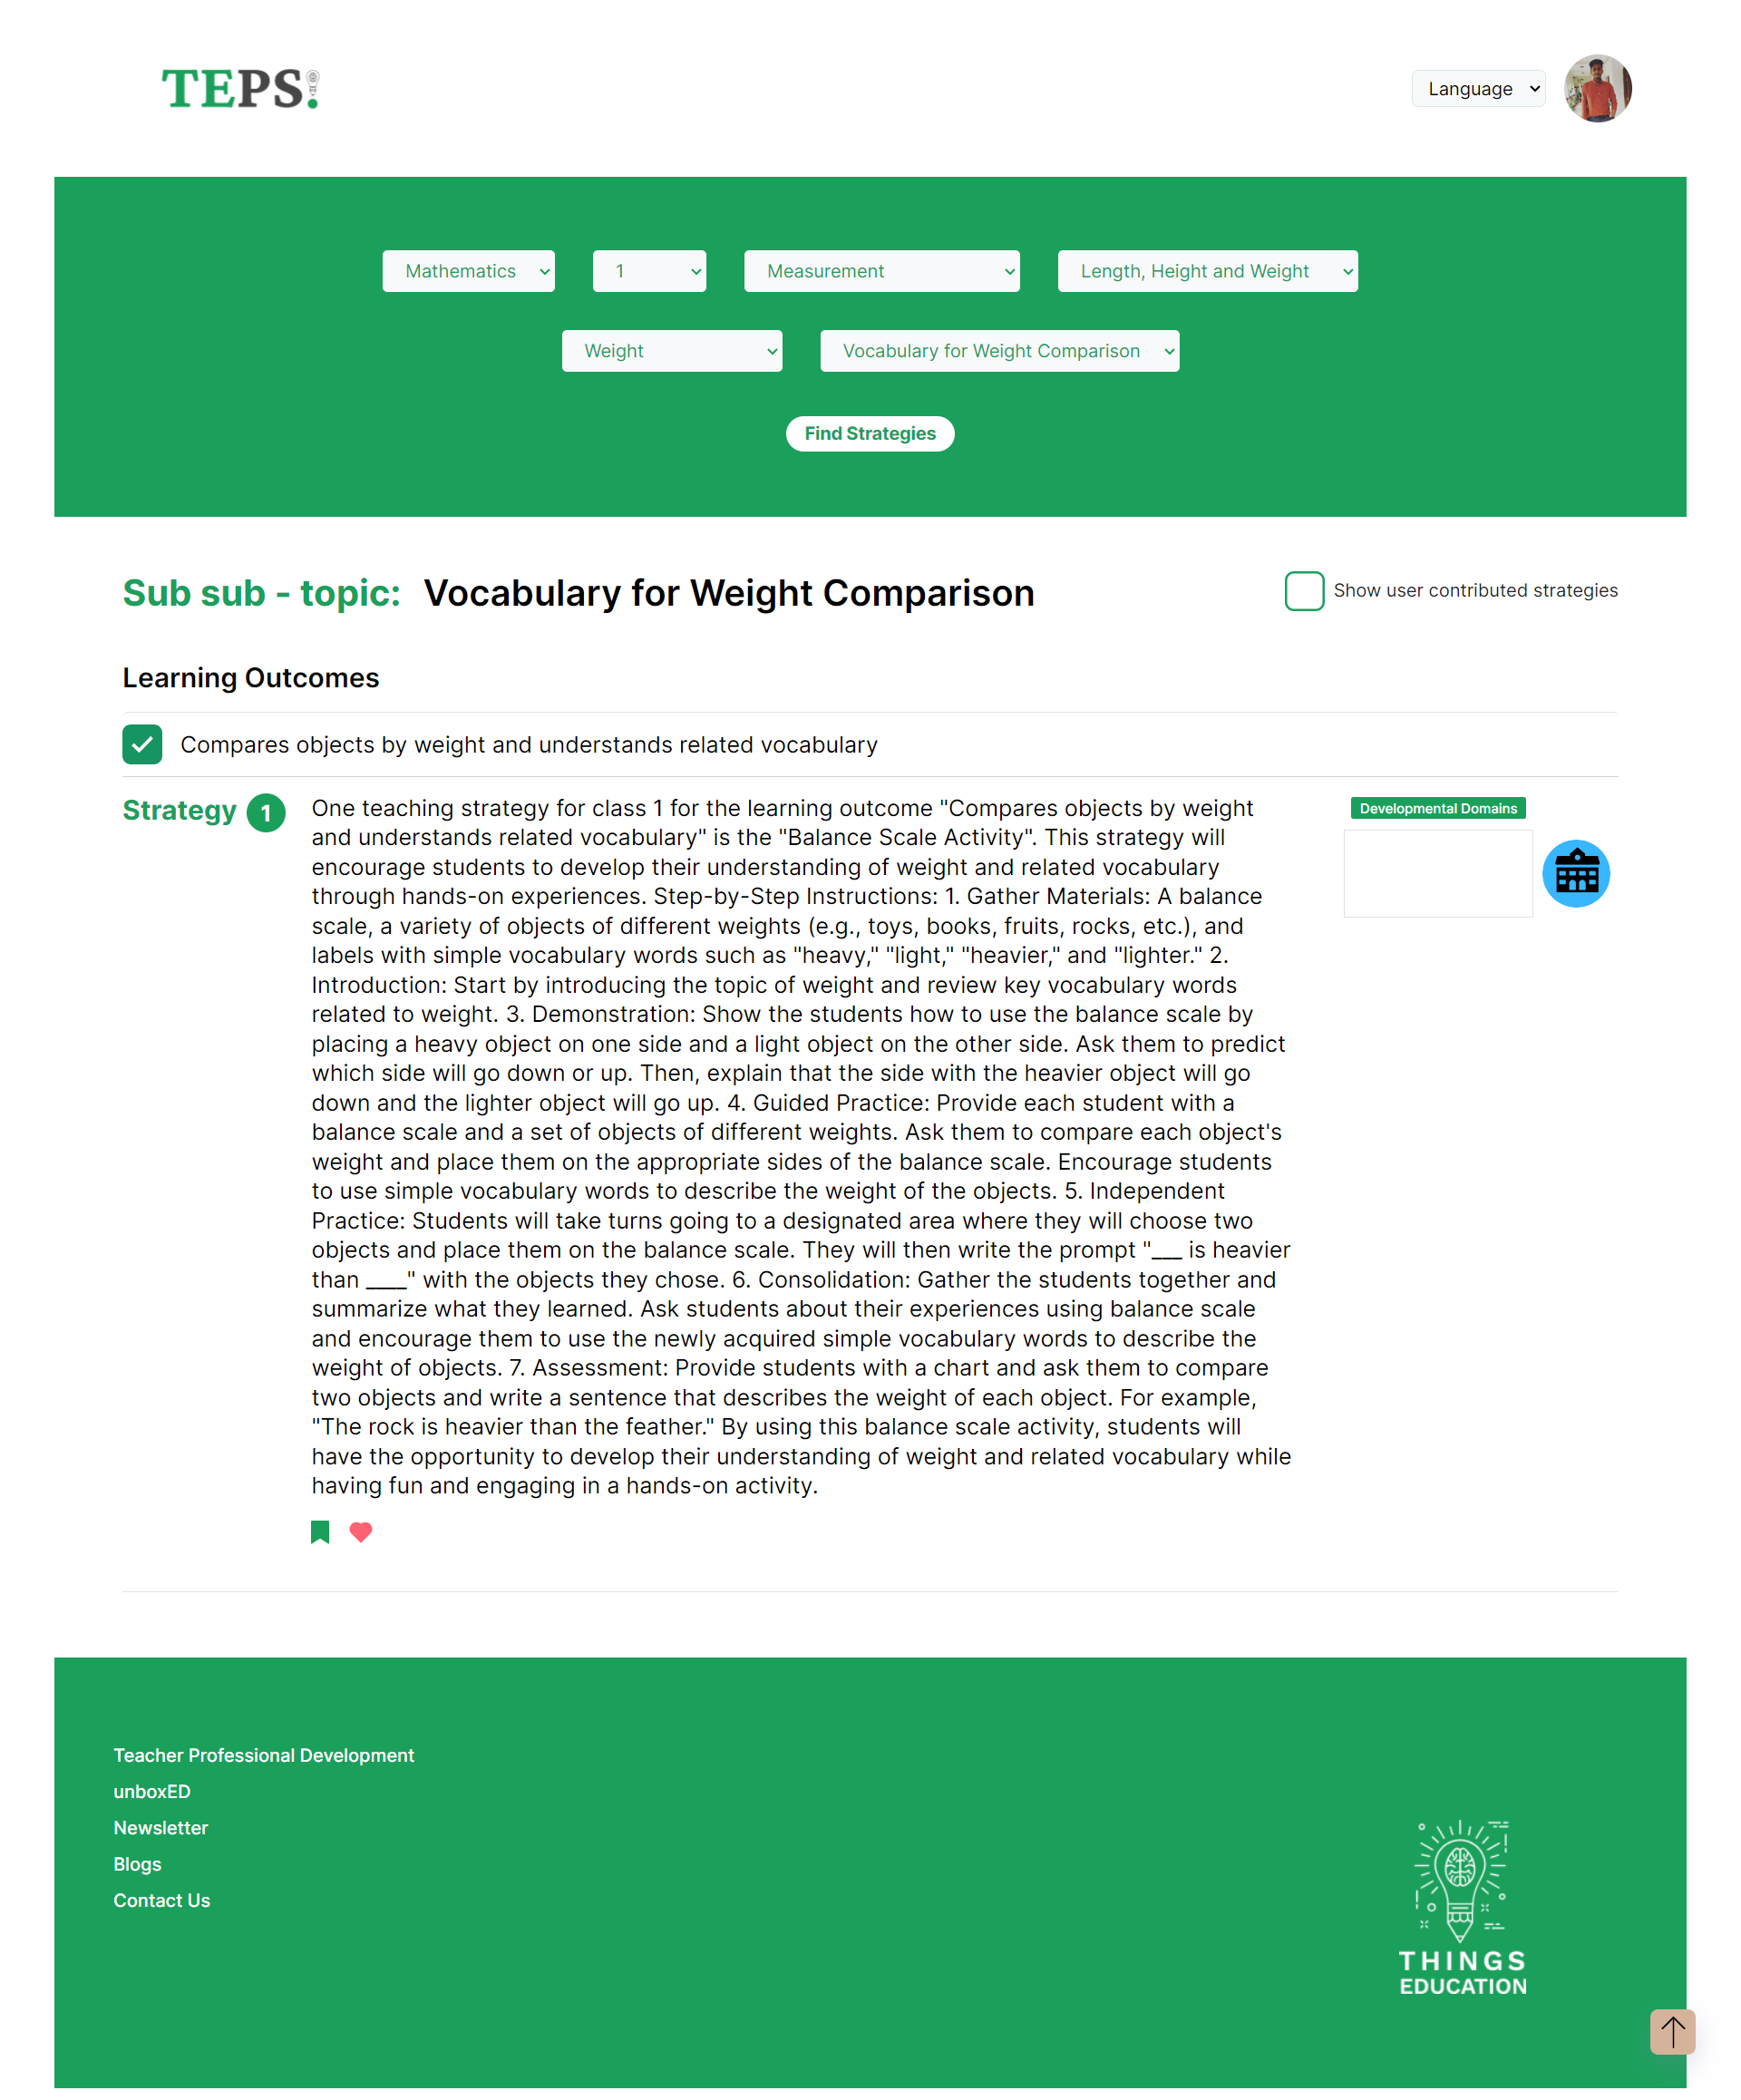 TEPS!
Language
Mathematics
1
Measurement
Length, Height and Weight
Weight
Vocabulary for Weight Comparison
Find Strategies
Sub sub - topic: Vocabulary for Weight Comparison
Show user contributed strategies
Learning Outcomes
Compares objects by weight and understands related vocabulary
Strategy 1
One teaching strategy for class 1 for the learning outcome "Compares objects by weight
and understands related vocabulary" is the "Balance Scale Activity". This strategy will
encourage students to develop their understanding of weight and related vocabulary
through hands-on experiences. Step-by-Step Instructions: 1. Gather Materials: A balance
scale, a variety of objects of different weights (e.g., toys, books, fruits, rocks, etc.), and
labels with simple vocabulary words such as "heavy," "light," "heavier," and "lighter." 2.
Introduction: Start by introducing the topic of weight and review key vocabulary words
related to weight. 3. Demonstration: Show the students how to use the balance scale by
placing a heavy object on one side and a light object on the other side. Ask them to predict
which side will go down or up. Then, explain that the side with the heavier object will go
down and the lighter object will go up. 4. Guided Practice: Provide each student with a
balance scale and a set of objects of different weights. Ask them to compare each object's
weight and place them on the appropriate sides of the balance scale. Encourage students
to use simple vocabulary words to describe the weight of the objects. 5. Independent
Practice: Students will take turns going to a designated area where they will choose two
objects and place them on the balance scale. They will then write the prompt "___ is heavier
than ____" with the objects they chose. 6. Consolidation: Gather the students together and
summarize what they learned. Ask students about their experiences using balance scale
and encourage them to use the newly acquired simple vocabulary words to describe the
weight of objects. 7. Assessment: Provide students with a chart and ask them to compare
two objects and write a sentence that describes the weight of each object. For example,
"The rock is heavier than the feather." By using this balance scale activity, students will
have the opportunity to develop their understanding of weight and related vocabulary while
having fun and engaging in a hands-on activity.
Developmental Domains
Teacher Professional Development
unboxED
Newsletter
Blogs
Contact Us
THINGS
EDUCATION